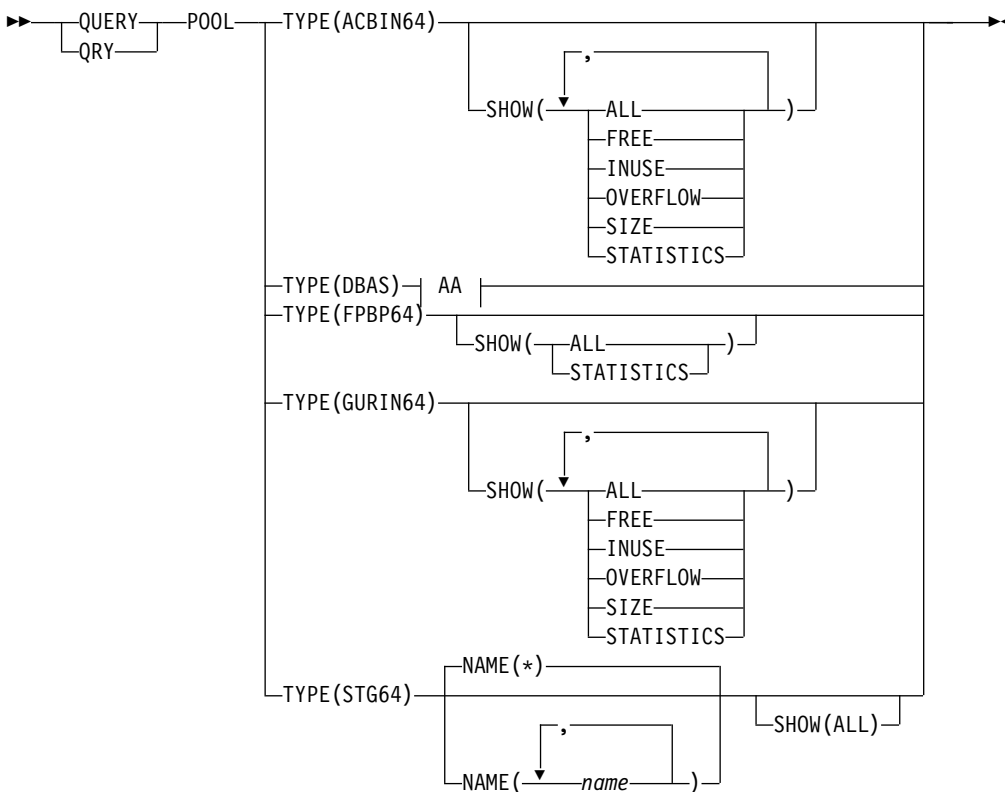 QUERY POOL TYPE(ACBIN64)
QRY
,
SHOW( ALL )
FREE
INUSE
OVERFLOW
SIZE
STATISTICS
TYPE(DBAS) AA
TYPE(FPBP64)
SHOW( ALL )
STATISTICS
TYPE(GURIN64)
,
SHOW( ALL )
FREE
INUSE
OVERFLOW
SIZE
STATISTICS
NAME(*)
TYPE(STG64)
SHOW(ALL)
,
NAME( name )